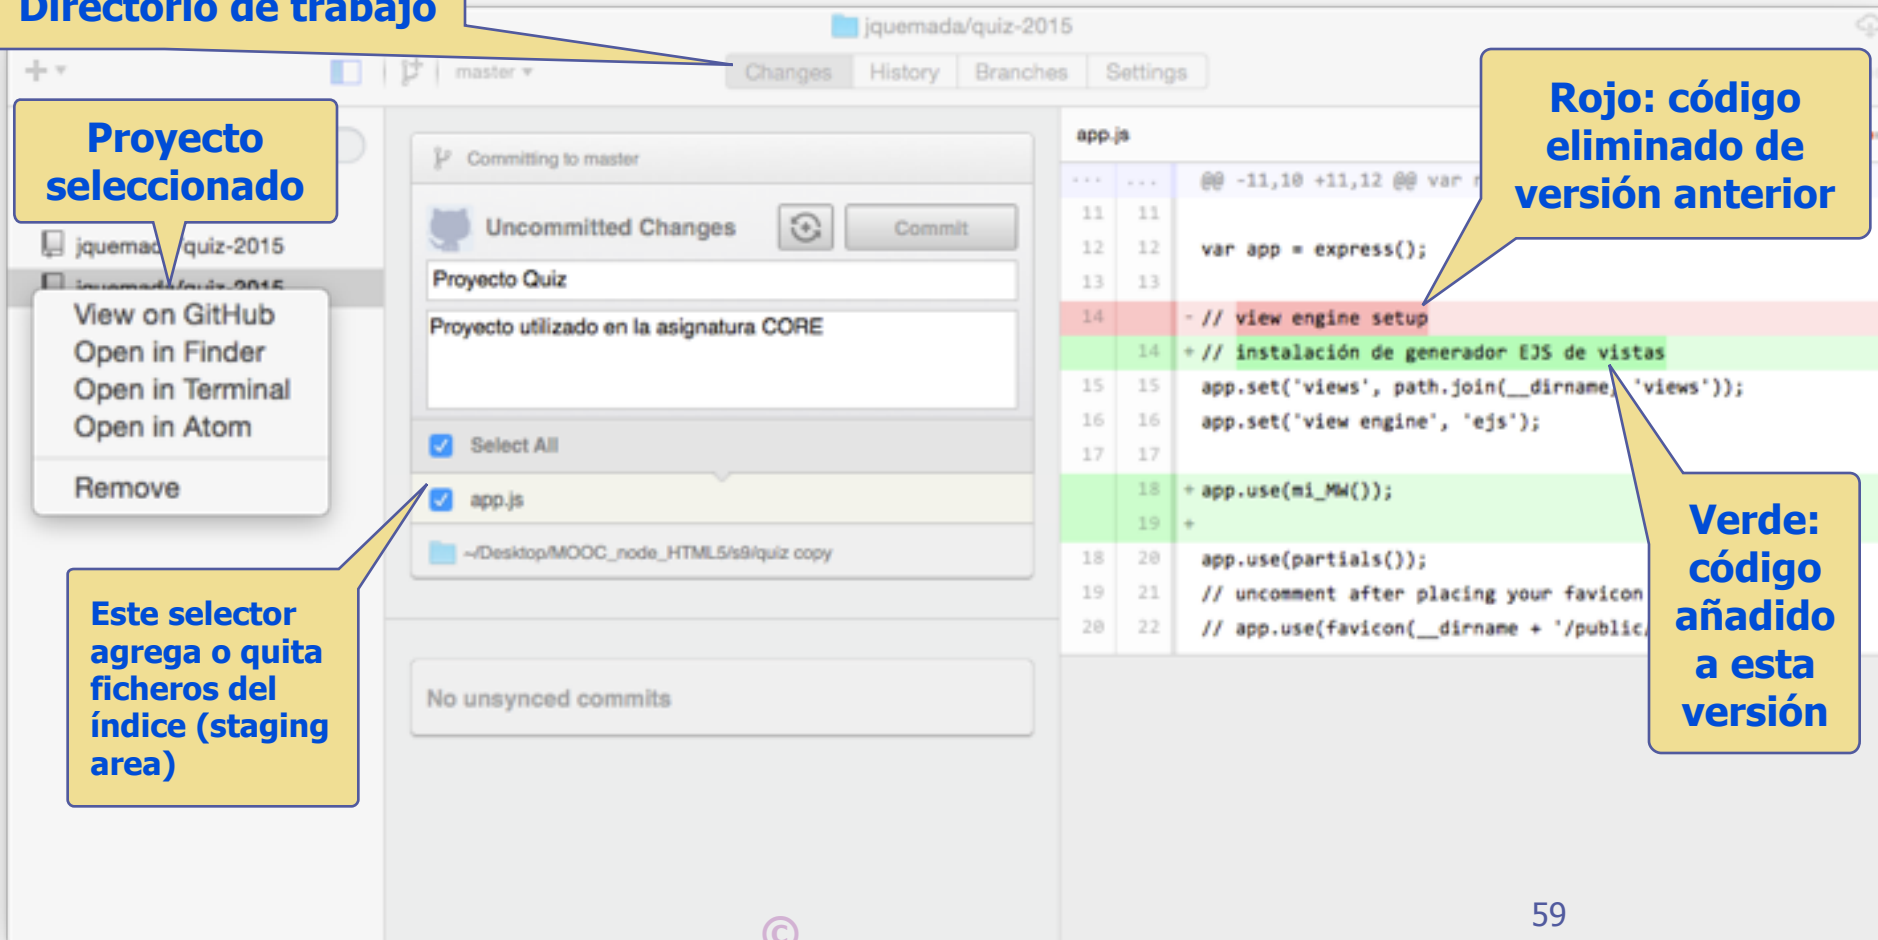 Directorio de trabajo
jquemada/quiz-2015
master
Changes
History
Branches
Settings
Proyecto
seleccionado
jquemada/quiz-2015
jquemada/quiz-2015
View on GitHub
Open in Finder
Open in Terminal
Open in Atom
Remove
Este selector
agrega o quita
ficheros del
índice (staging
area)
Committing to master
Uncommitted Changes
Commit
Proyecto Quiz
Proyecto utilizado en la asignatura CORE
Select All
app.js
~/Desktop/MOOC_node_HTML5/s9/quiz copy
No unsynced commits
app.js
... ... @@ -11,10 +11,12 @@ var
11 11
12 12 var app = express();
13 13
14 - // view engine setup
14 + // instalación de generador EJS de vistas
15 15 app.set('views', path.join(__dirname, 'views'));
16 16 app.set('view engine', 'ejs');
17 17
18 + app.use(mi_MW());
19 +
18 20 app.use(partials());
19 21 // uncomment after placing your favicon
20 22 // app.use(favicon(__dirname + '/public/
Rojo: código
eliminado de
versión anterior
Verde:
código
añadido
a esta
versión
©
59